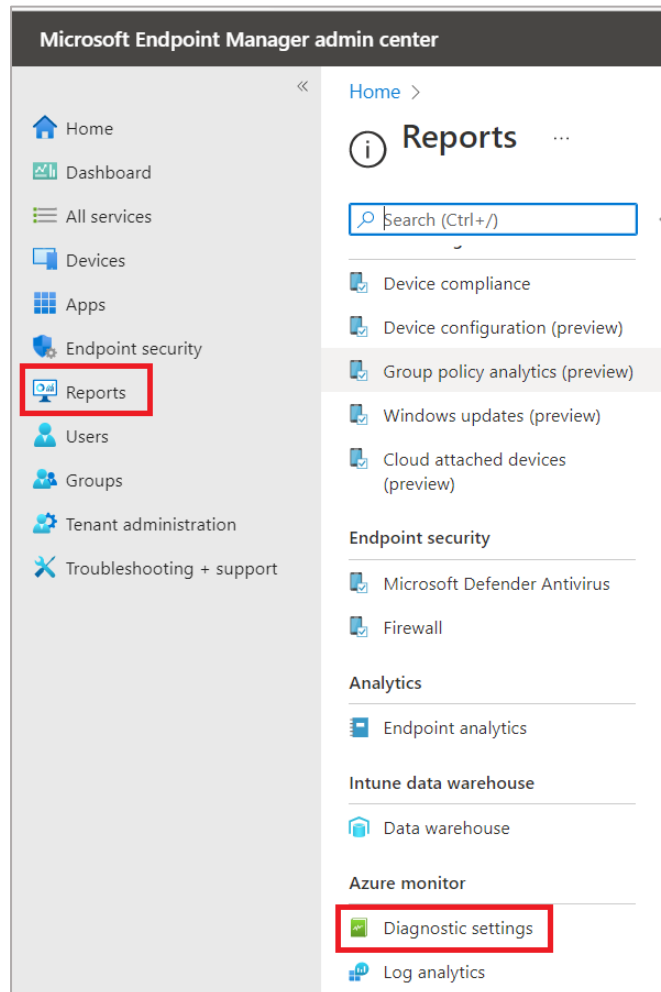 Microsoft Endpoint Manager admin center
«
Home
Dashboard
All services
Devices
Apps
Endpoint security
Reports
Users
Groups
Tenant administration
Troubleshooting + support
Home >
Reports ...
Search (Ctrl+/)
Device compliance
Device configuration (preview)
Group policy analytics (preview)
Windows updates (preview)
Cloud attached devices
(preview)
Endpoint security
Microsoft Defender Antivirus
Firewall
Analytics
Endpoint analytics
Intune data warehouse
Data warehouse
Azure monitor
Diagnostic settings
Log analytics